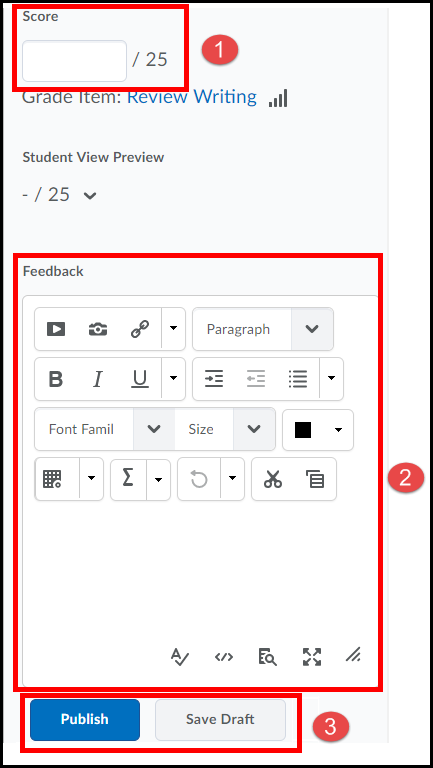 Score
/ 25
1
Grade Item: Review Writing
Student View Preview
- / 25
Feedback
Paragraph
B I U
Font Famil Size
Σ
2
A
</>
Publish Save Draft
3